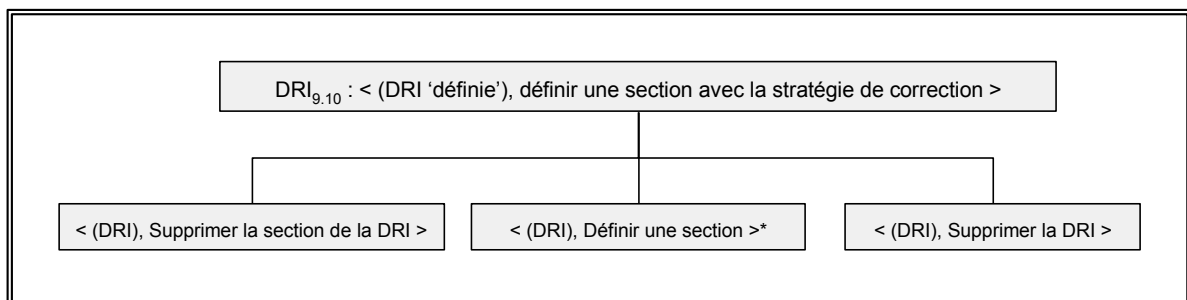 DRI9.10 : < (DRI ‘définie’), définir une section avec la stratégie de correction >
< (DRI), Supprimer la section de la DRI >
< (DRI), Définir une section >*
< (DRI), Supprimer la DRI >